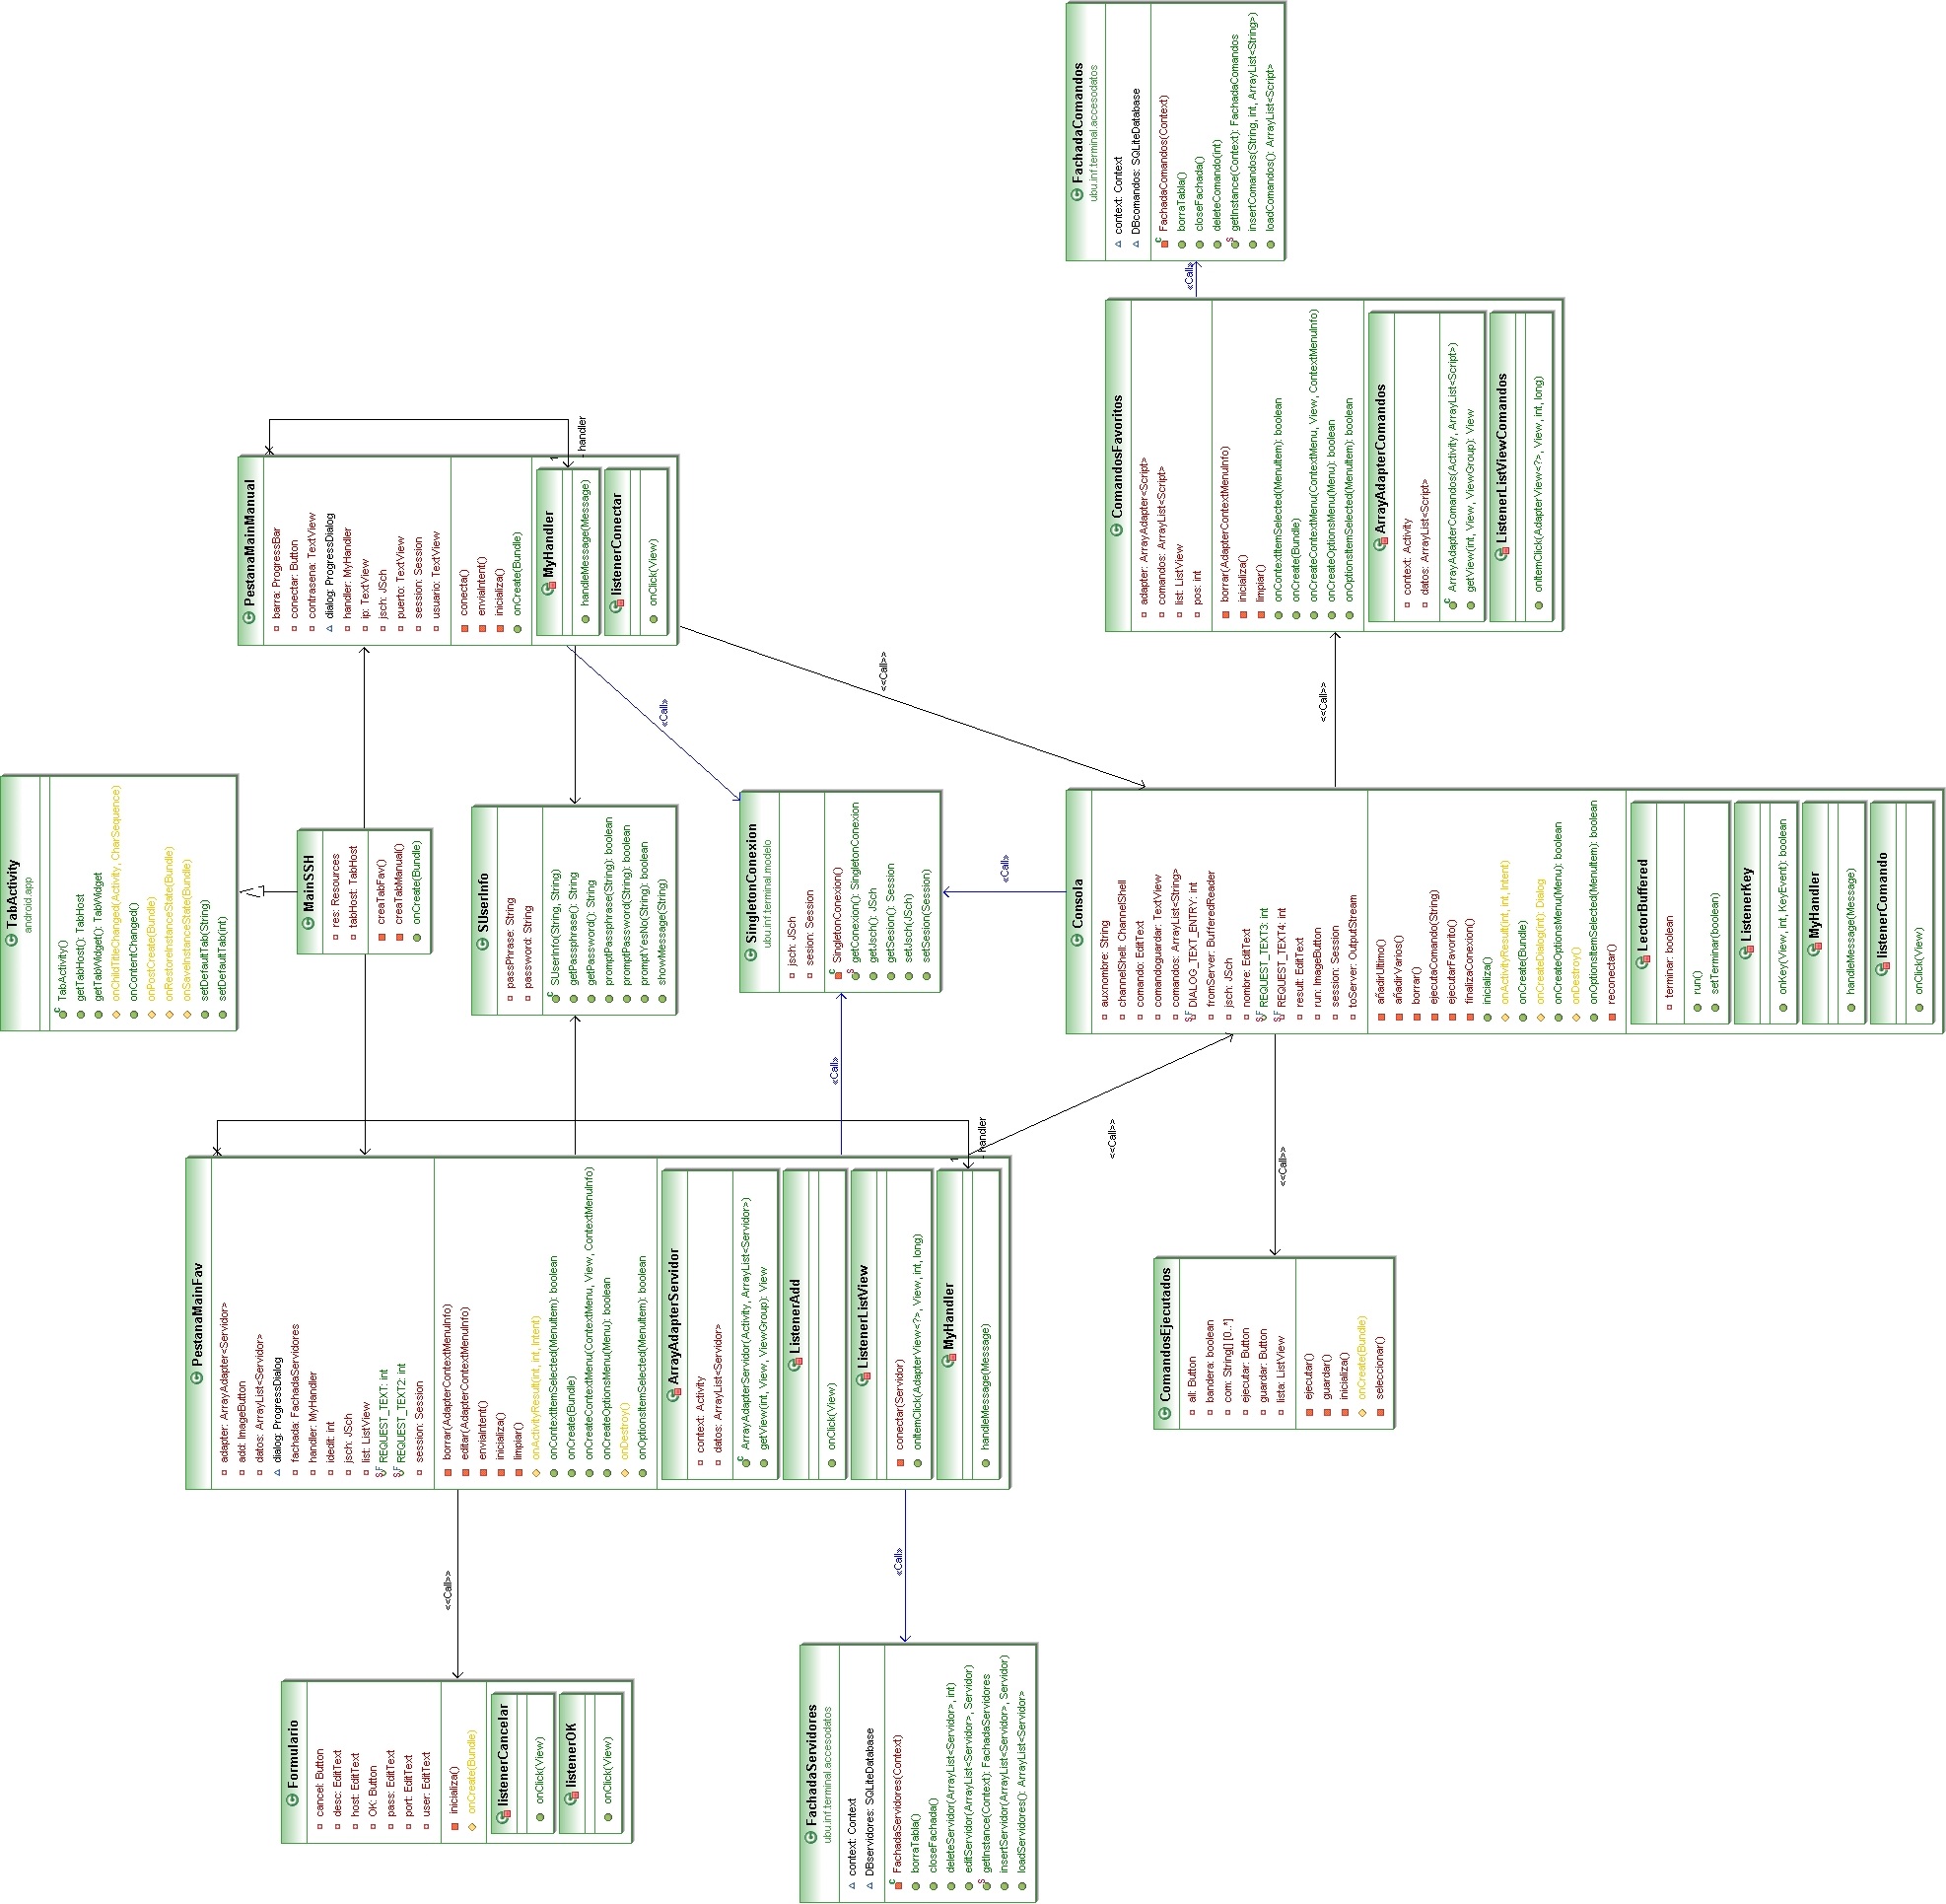 TabActivity
android.app
TabActivity()
getTabHost(): TabHost
getTabWidget(): TabWidget
onChildTitleChanged(Activity, CharSequence)
onContentChanged()
onPostCreate(Bundle)
onRestoreInstanceState(Bundle)
onSaveInstanceState(Bundle)
setDefaultTab(String)
setDefaultTab(int)
PestanaMainFav
adapter: ArrayAdapter<Servidor>
add: ImageButton
datos: ArrayList<Servidor>
dialog: ProgressDialog
fachada: FachadaServidores
handler: MyHandler
idedit: int
jsch: JSch
list: ListView
REQUEST_TEXT: int
REQUEST_TEXT2: int
session: Session
borrar(AdapterContextMenuInfo)
editar(AdapterContextMenuInfo)
enviaIntent()
inicializa()
limpiar()
onActivityResult(int, int, Intent)
onContextItemSelected(MenuItem): boolean
onCreate(Bundle)
onCreateContextMenu(ContextMenu, View, ContextMenuInfo)
onCreateOptionsMenu(Menu): boolean
onDestroy()
onOptionsItemSelected(MenuItem): boolean
ArrayAdapterServidor
context: Activity
datos: ArrayList<Servidor>
ArrayAdapterServidor(Activity, ArrayList<Servidor>)
getView(int, View, ViewGroup): View
ListenerAdd
onClick(View)
ListenerListView
conectar(Servidor)
onItemClick(AdapterView<?>, View, int, long)
MyHandler
handleMessage(Message)
1
- handler
MainSSH
res: Resources
tabHost: TabHost
creaTabFav()
creaTabManual()
onCreate(Bundle)
PestanaMainManual
barra: ProgressBar
conectar: Button
contrasena: TextView
dialog: ProgressDialog
handler: MyHandler
ip: TextView
jsch: JSch
puerto: TextView
session: Session
usuario: TextView
conecta()
enviaIntent()
inicializa()
onCreate(Bundle)
MyHandler
handleMessage(Message)
listenerConectar
onClick(View)
1
- handler
Formulario
cancel: Button
desc: EditText
host: EditText
OK: Button
pass: EditText
port: EditText
user: EditText
inicializa()
onCreate(Bundle)
listenerCancelar
onClick(View)
listenerOK
onClick(View)
<<Call>>
SUserInfo
passPhrase: String
password: String
SUserInfo(String, String)
getPassphrase(): String
getPassword(): String
promptPassphrase(String): boolean
promptPassword(String): boolean
promptYesNo(String): boolean
showMessage(String)
«Call»
SingletonConexion
ubu.inf.terminal.modelo
jsch: JSch
session: Session
SingletonConexion()
getConexion(): SingletonConexion
getJsch(): JSch
getSesion(): Session
setJsch(JSch)
setSession(Session)
FachadaServidores
ubu.inf.terminal.accesodatos
context: Context
DBservidores: SQLiteDatabase
FachadaServidores(Context)
borraTabla()
closeFachada()
deleteServidor(ArrayList<Servidor>, int)
editServidor(ArrayList<Servidor>, Servidor)
getInstance(Context): FachadaServidores
insertServidor(ArrayList<Servidor>, Servidor)
loadServidores(): ArrayList<Servidor>
«Call»
«Call»
<<Call>>
«Call»
<<Call>>
Consola
auxnombre: String
channelShell: ChannelShell
comando: EditText
comandoguardar: TextView
comandos: ArrayList<String>
DIALOG_TEXT_ENTRY: int
fromServer: BufferedReader
jsch: JSch
nombre: EditText
REQUEST_TEXT3: int
REQUEST_TEXT4: int
result: EditText
run: ImageButton
session: Session
toServer: OutputStream
añadirUltimo()
añadirVarios()
borrar()
ejecutaComando(String)
ejecutarFavorito()
finalizaConexion()
inicializa()
onActivityResult(int, int, Intent)
onCreate(Bundle)
onCreateDialog(int): Dialog
onCreateOptionsMenu(Menu): boolean
onDestroy()
onOptionsItemSelected(MenuItem): boolean
reconectar()
LectorBuffered
terminar: boolean
run()
setTerminar(boolean)
ListenerKey
onKey(View, int, KeyEvent): boolean
MyHandler
handleMessage(Message)
listenerComando
onClick(View)
FachadaComandos
ubu.inf.terminal.accesodatos
context: Context
DBcomandos: SQLiteDatabase
FachadaComandos(Context)
borraTabla()
closeFachada()
deleteComando(int)
getInstance(Context): FachadaComandos
insertComandos(String, int, ArrayList<String>)
loadComandos(): ArrayList<Script>
«Call»
ComandosFavoritos
adapter: ArrayAdapter<Script>
comandos: ArrayList<Script>
list: ListView
pos: int
borrar(AdapterContextMenuInfo)
inicializa()
limpiar()
onContextItemSelected(MenuItem): boolean
onCreate(Bundle)
onCreateContextMenu(ContextMenu, View, ContextMenuInfo)
onCreateOptionsMenu(Menu): boolean
onOptionsItemSelected(MenuItem): boolean
ArrayAdapterComandos
context: Activity
datos: ArrayList<Script>
ArrayAdapterComandos(Activity, ArrayList<Script>)
getView(int, View, ViewGroup): View
ListenerListViewComandos
onItemClick(AdapterView<?>, View, int, long)
<<Call>>
ComandosEjecutados
all: Button
bandera: boolean
com: String[] [0..*]
ejecutar: Button
guardar: Button
lista: ListView
ejecutar()
guardar()
inicializa()
onCreate(Bundle)
seleccionar()
<<Call>>